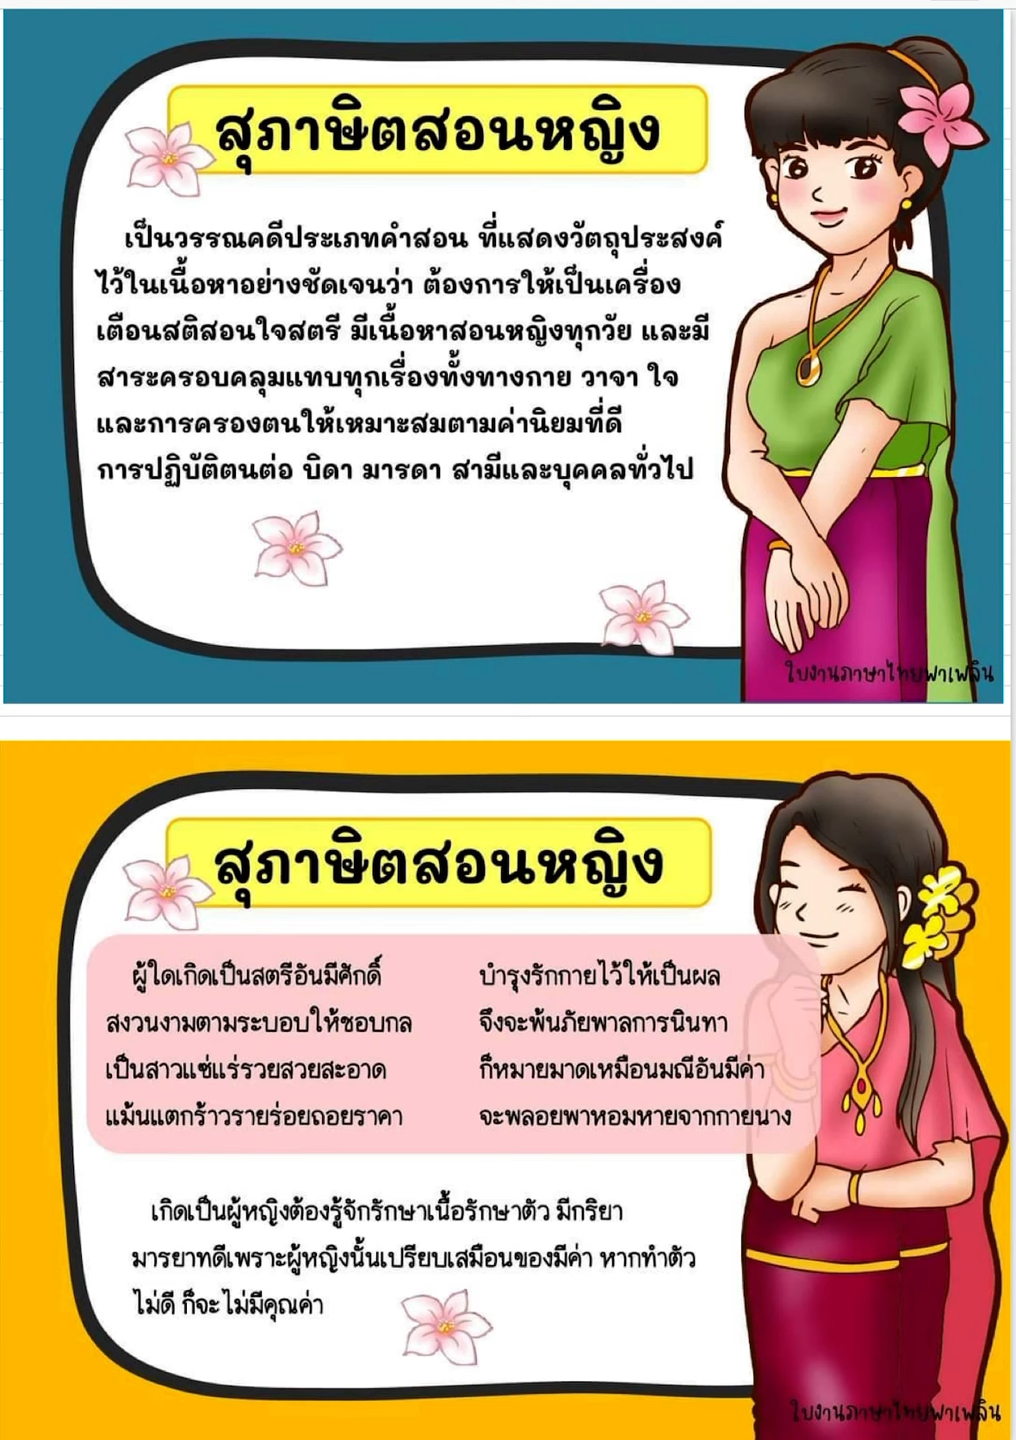 สุภาษิตสอนหญิง
เป็นวรรณคดีประเภทคำสอน ที่แสดงวัตถุประสงค์
ไว้ในเนื้อหาอย่างชัดเจนว่า ต้องการให้เป็นเครื่อง
เตือนสติสอนใจสตรี มีเนื้อหาสอนหญิงทุกวัย และมี
สาระครอบคลุมแทบทุกเรื่องทั้งทางกาย วาจา ใจ
และการครองตนให้เหมาะสมตามค่านิยมที่ดี
การปฏิบัติตนต่อ บิดา มารดา สามีและบุคคลทั่วไป
ใบงานภาษาไทยพาเพลิน
สุภาษิตสอนหญิง
ผู้ใดเกิดเป็นสตรีอันมีศักดิ์ บำรุงรักกายไว้ให้เป็นผล
สงวนงามตามระบอบให้ชอบกล จึงจะพ้นภัยพาลการนินทา
เป็นสาวแซ่แร่รวยสวยสะอาด ก็หมายมาดเหมือนมณีอันมีค่า
แม้นแตกร้าวรายร่อยถอยราคา จะพลอยพาหอมหายจากกายนาง
เกิดเป็นผู้หญิงต้องรู้จักรักษาเนื้อรักษาตัว มีกริยา
มารยาทดีเพราะผู้หญิงนั้นเปรียบเสมือนของมีค่า หากทำตัว
ไม่ดี ก็จะไม่มีคุณค่า
ใบงานภาษาไทยพาเพลิน